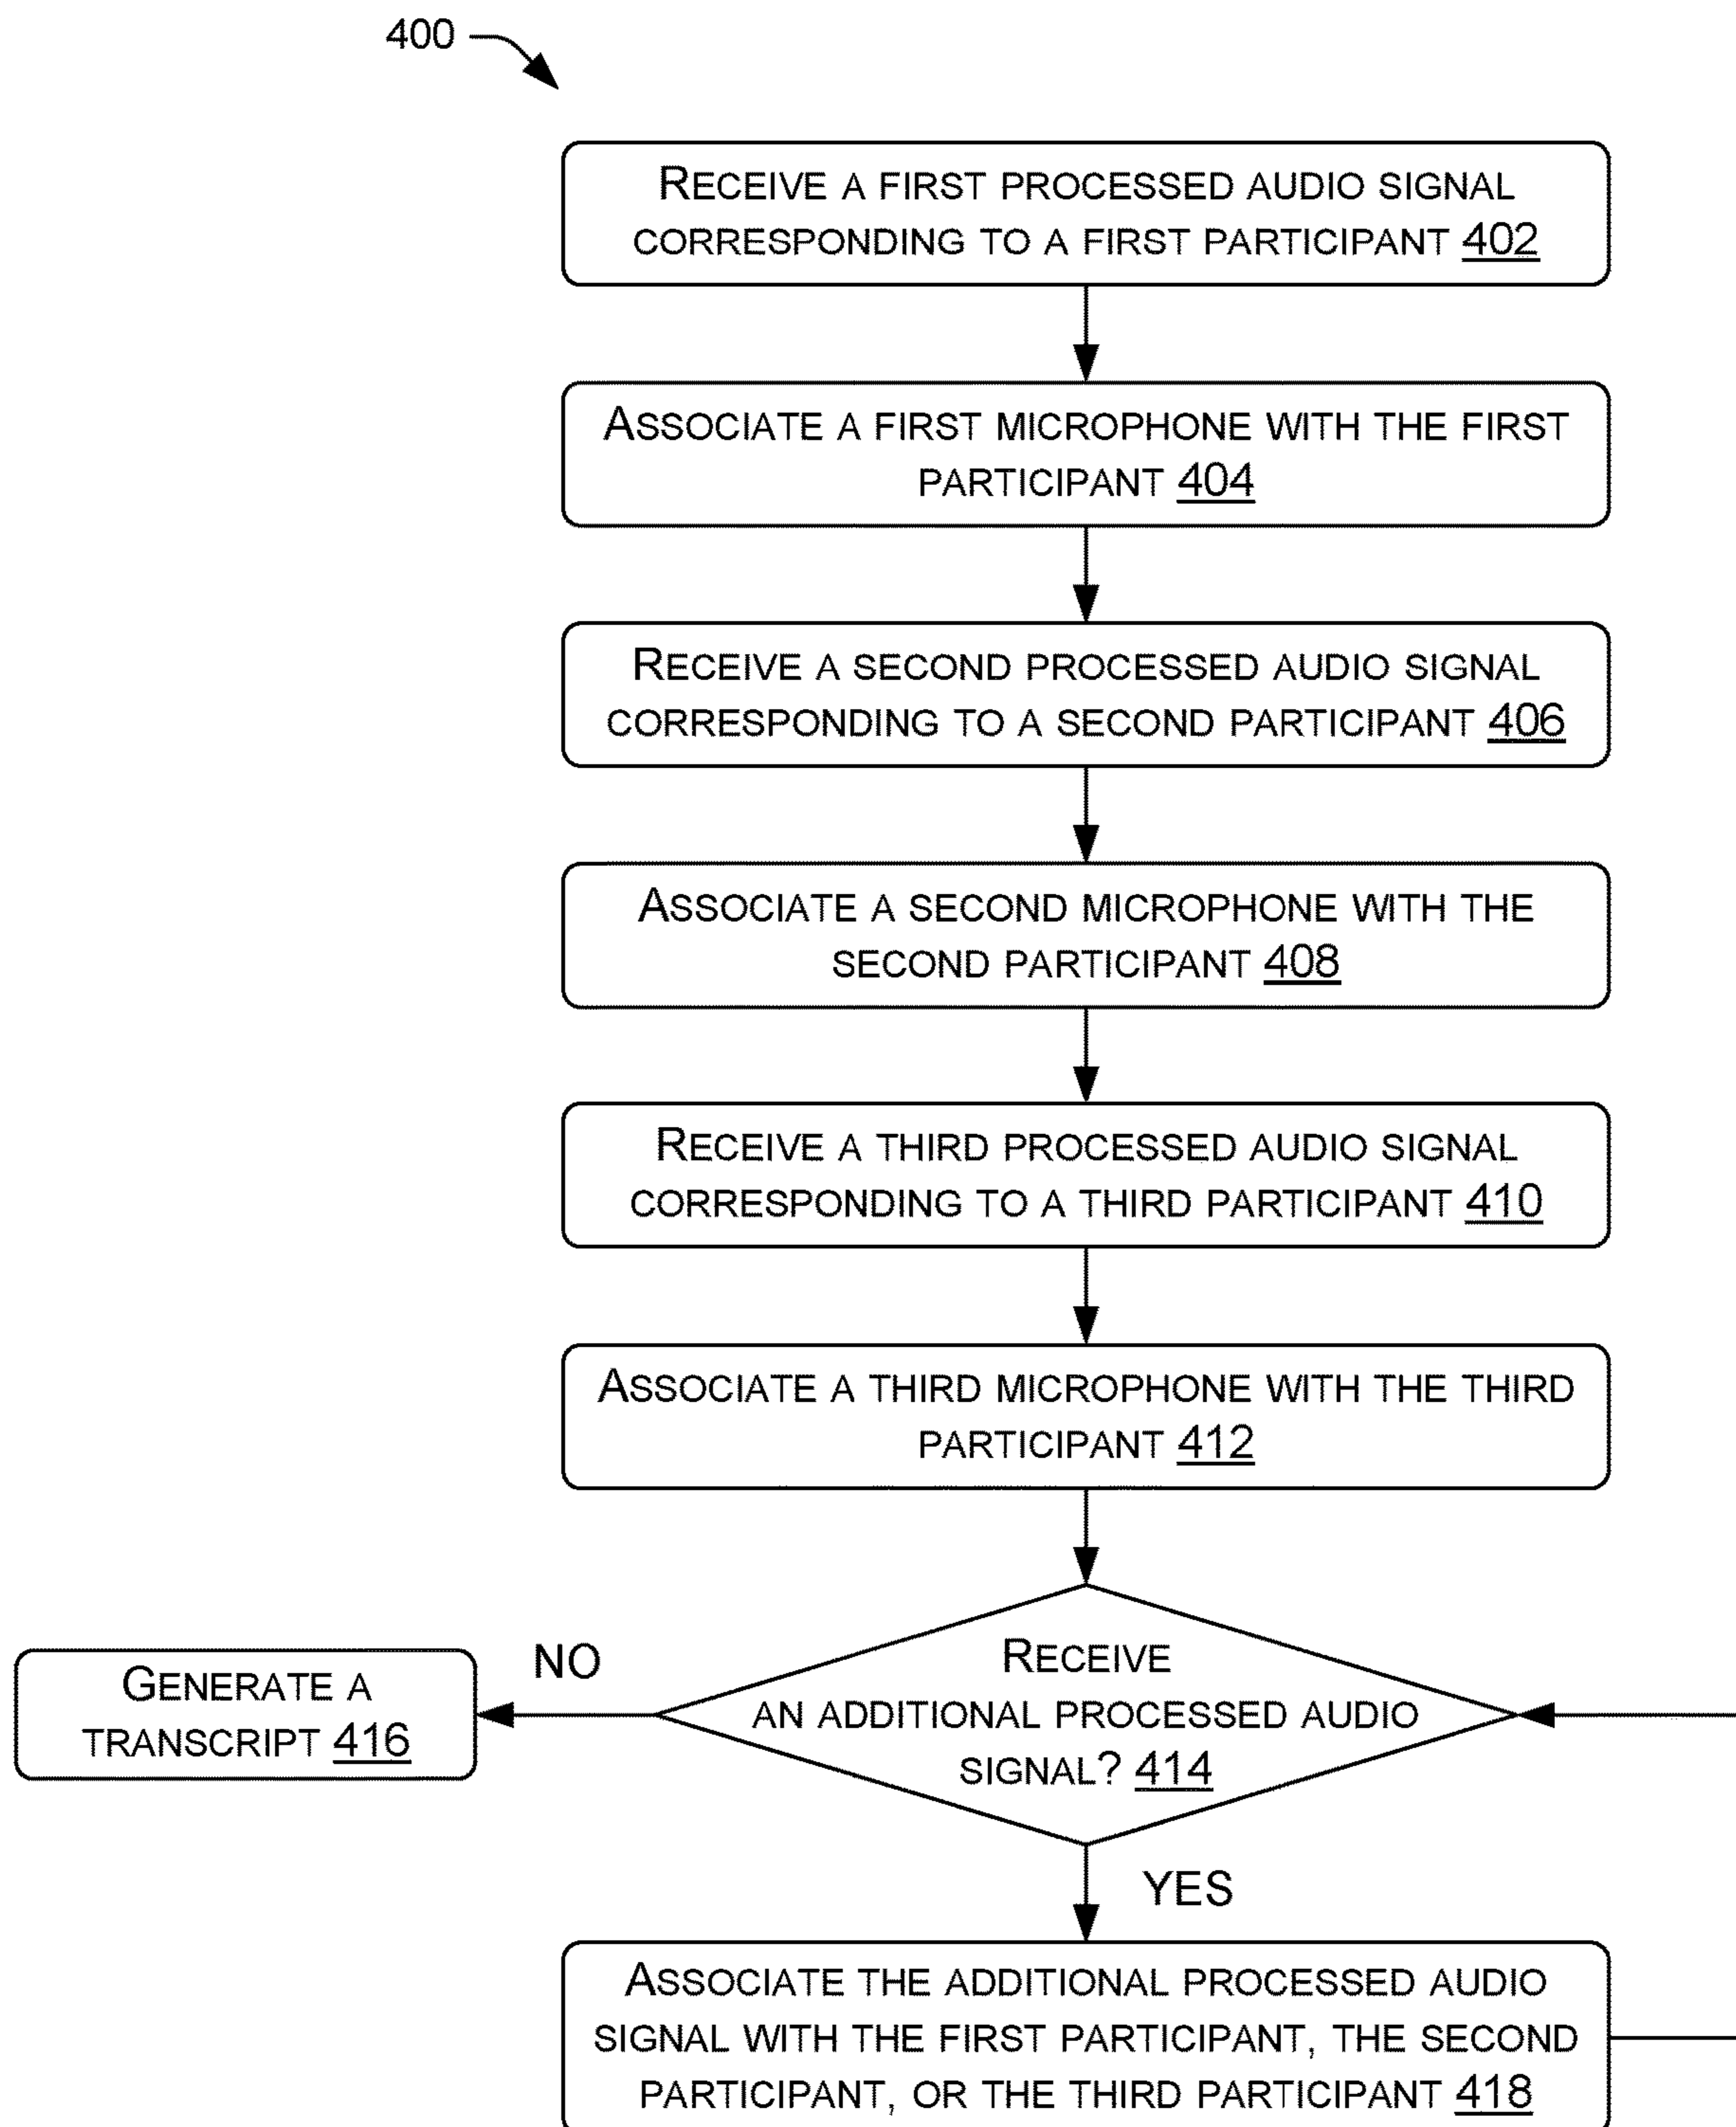 400
RECEIVE A FIRST PROCESSED AUDIO SIGNAL
CORRESPONDING TO A FIRST PARTICIPANT 402
ASSOCIATE A FIRST MICROPHONE WITH THE FIRST
PARTICIPANT 404
RECEIVE A SECOND PROCESSED AUDIO SIGNAL
CORRESPONDING TO A SECOND PARTICIPANT 406
ASSOCIATE A SECOND MICROPHONE WITH THE
SECOND PARTICIPANT 408
RECEIVE A THIRD PROCESSED AUDIO SIGNAL
CORRESPONDING TO A THIRD PARTICIPANT 410
ASSOCIATE A THIRD MICROPHONE WITH THE THIRD
PARTICIPANT 412
RECEIVE
AN ADDITIONAL PROCESSED AUDIO
SIGNAL? 414
NO
GENERATE A
TRANSCRIPT 416
YES
ASSOCIATE THE ADDITIONAL PROCESSED AUDIO
SIGNAL WITH THE FIRST PARTICIPANT, THE SECOND
PARTICIPANT, OR THE THIRD PARTICIPANT 418